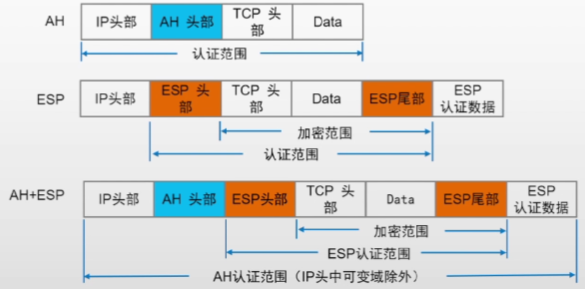 AH
IP头部 AH 头部 TCP 头部 Data
认证范围
ESP
IP头部 ESP 头部 TCP 头部 Data ESP尾部 ESP 认证数据
加密范围
认证范围
AH+ESP
IP头部 AH 头部 ESP头部 TCP 头部 Data ESP尾部 ESP 认证数据
加密范围
ESP认证范围
AH认证范围（IP头中可变域除外）